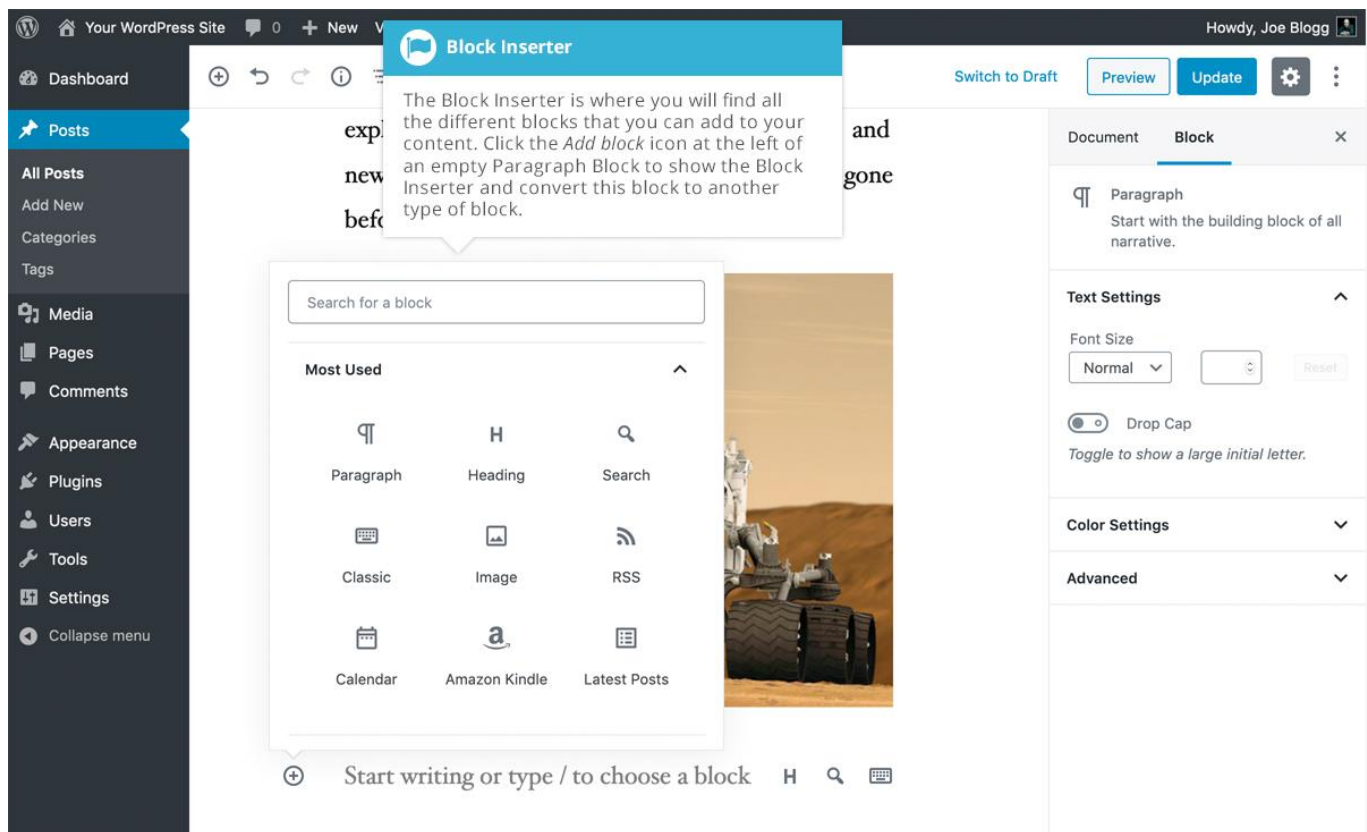 Your WordPress Site 0 New V
Howdy, Joe Blogg
Dashboard
Posts
All Posts
Add New
Categories
Tags
Media
Pages
Comments
Appearance
Plugins
Users
Tools
Settings
Collapse menu
Switch to Draft
Preview
Update
Block Inserter
The Block Inserter is where you will find all
the different blocks that you can add to your
content. Click the Add block icon at the left of
an empty Paragraph Block to show the Block
Inserter and convert this block to another
type of block.
and
new
gone
Search for a block
Most Used
Paragraph
Heading
Search
Classic
Image
RSS
Calendar
Amazon Kindle
Latest Posts
Start writing or type / to choose a block H
Document Block
Paragraph
Start with the building block of all
narrative.
Text Settings
Font Size
Normal
Reset
Drop Cap
Toggle to show a large initial letter.
Color Settings
Advanced